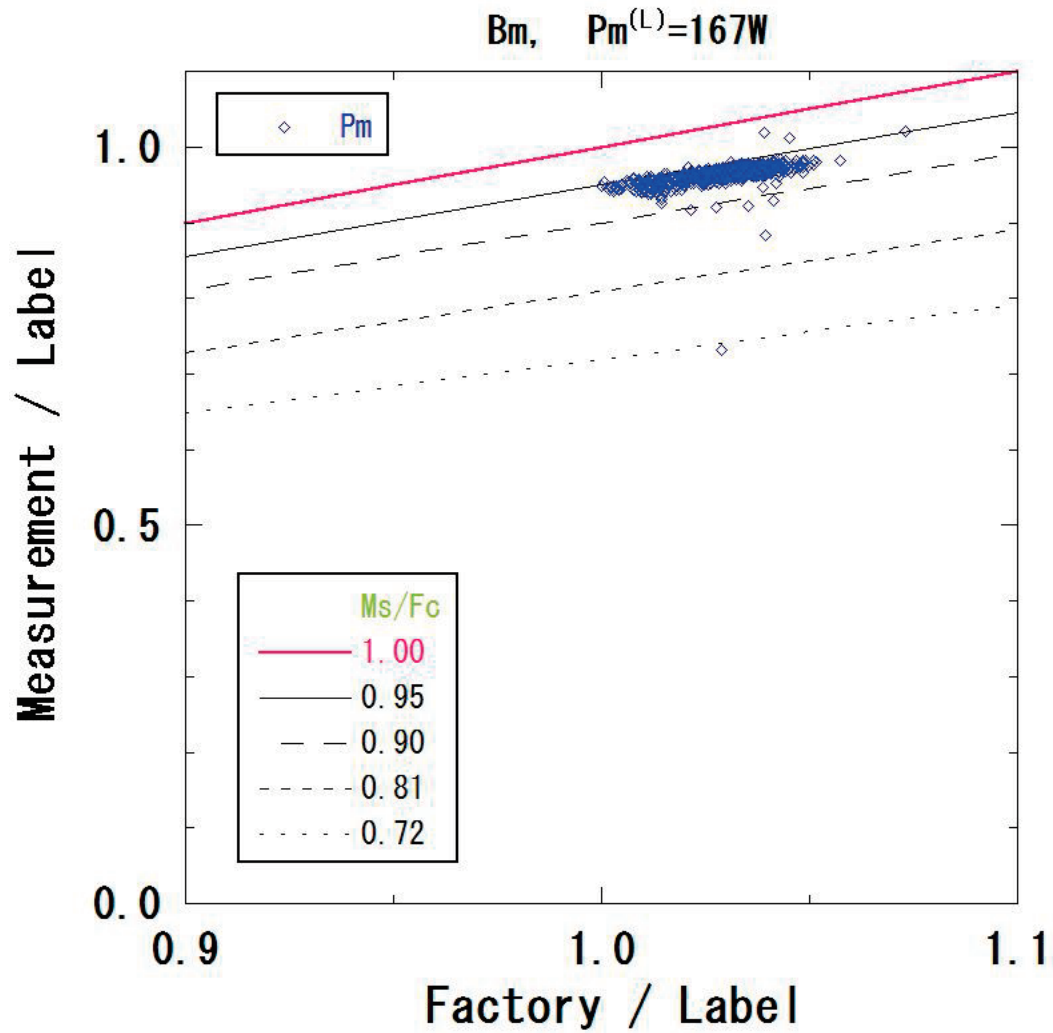 Bm, Pm(L)=167W
Pm
1.0
0.5
0.0
Measurement / Label
Ms/Fc
1.00
0.95
0.90
0.81
0.72
0.9 1.0 1.1
Factory / Label